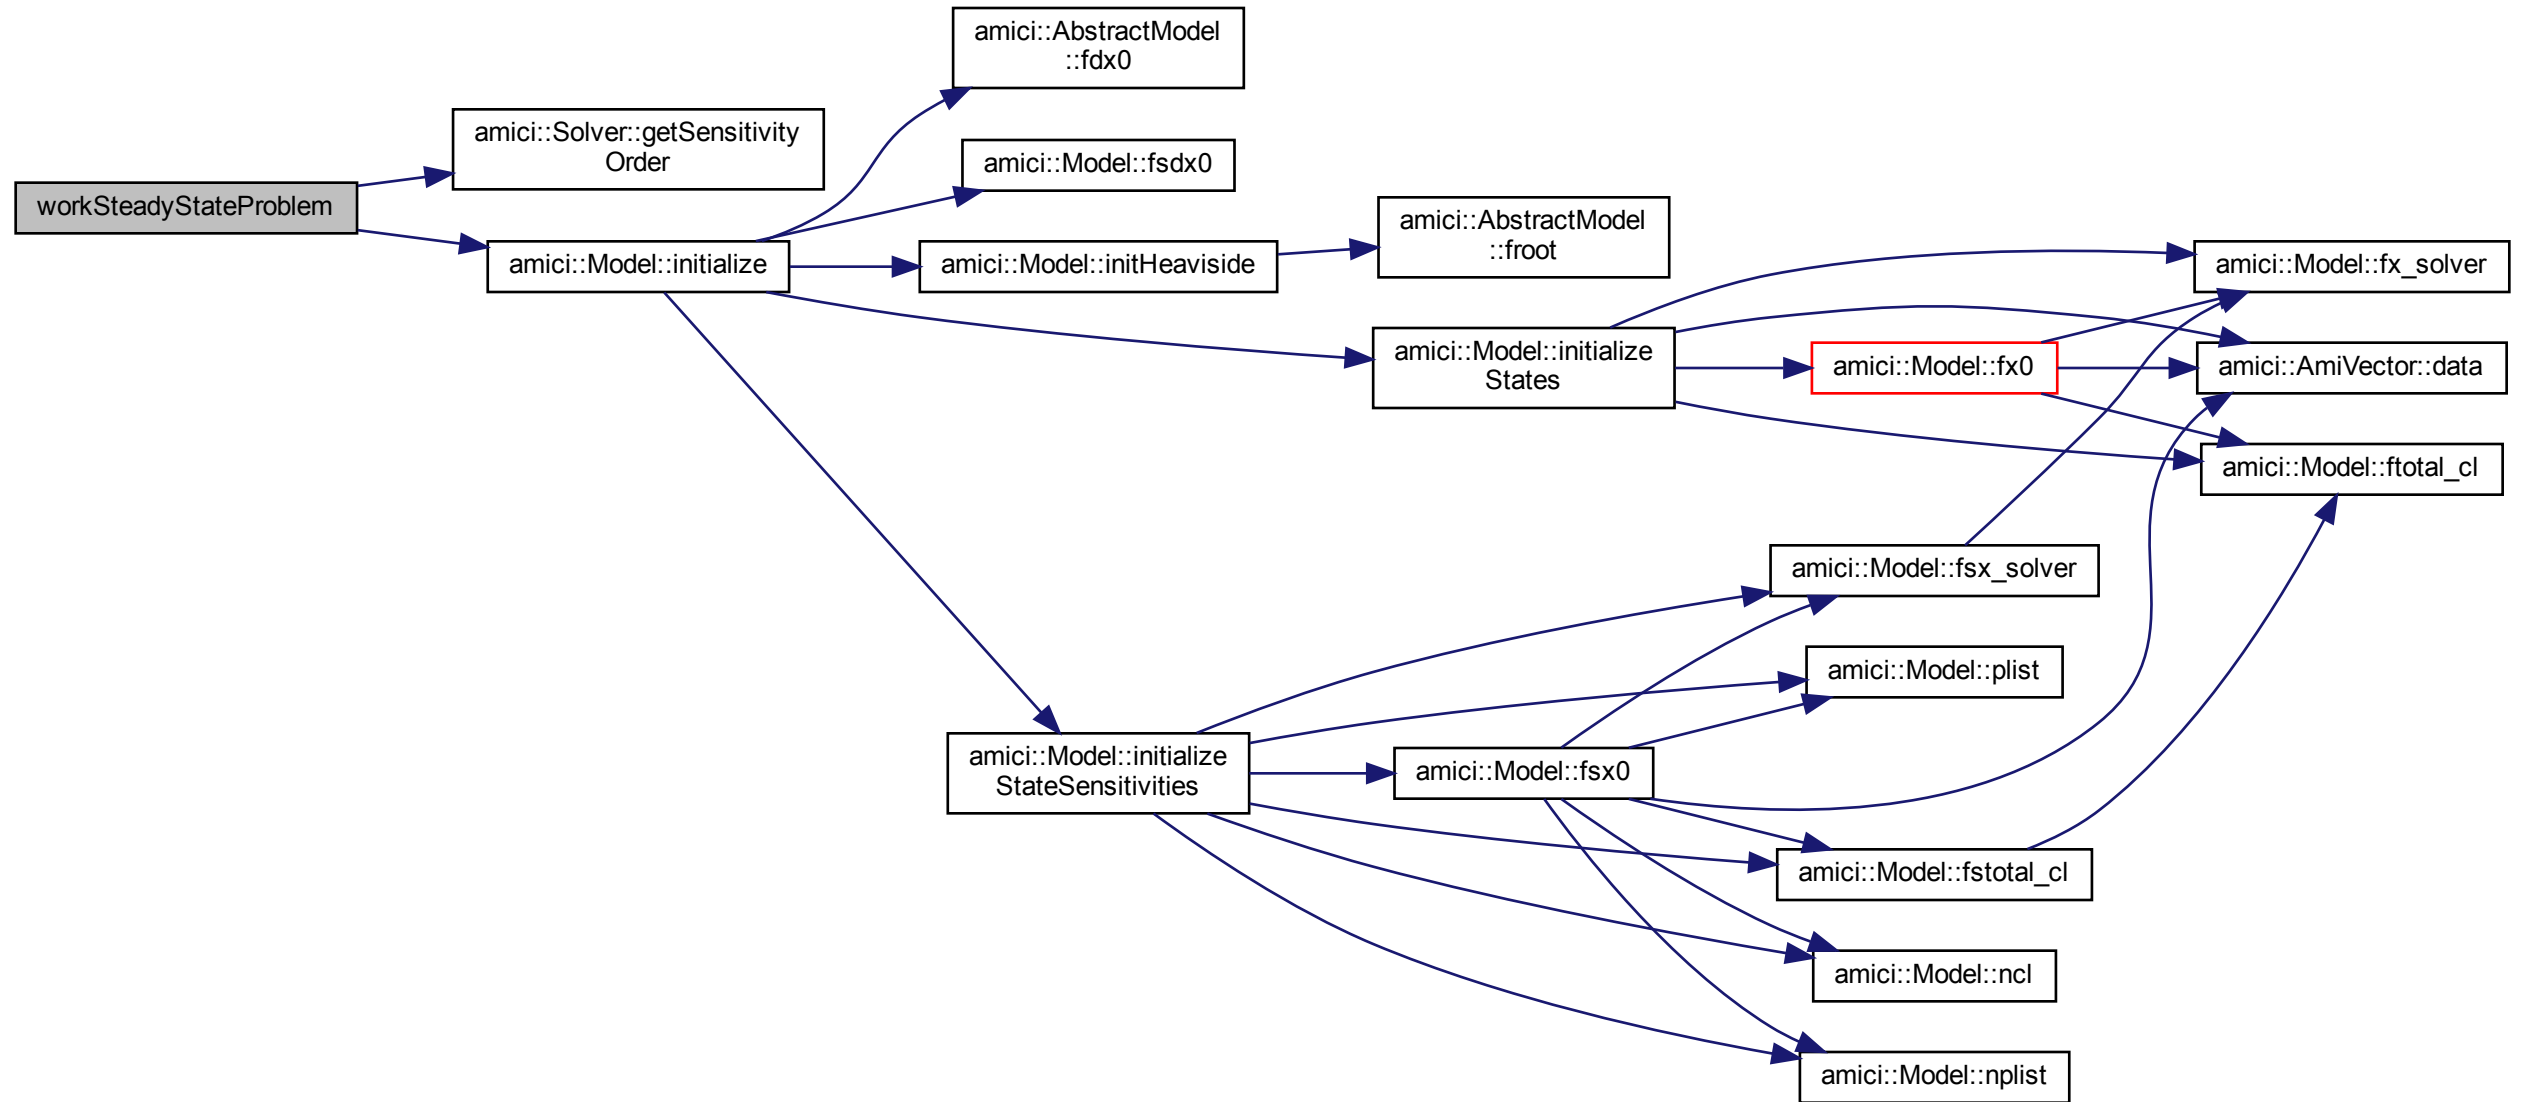 amici::AbstractModel
::fdx0
amici::Solver::getSensitivity
Order
amici::Model::fsdx0
workSteadyStateProblem
amici::AbstractModel
::froot
amici::Model::initialize
amici::Model::initHeaviside
amici::Model::fx_solver
amici::Model::initialize
States
amici::Model::fx0
amici::AmiVector::data
amici::Model::ftotal_cl
amici::Model::fsx_solver
amici::Model::plist
amici::Model::initialize
StateSensitivities
amici::Model::fsx0
amici::Model::fstotal_cl
amici::Model::ncl
amici::Model::nplist